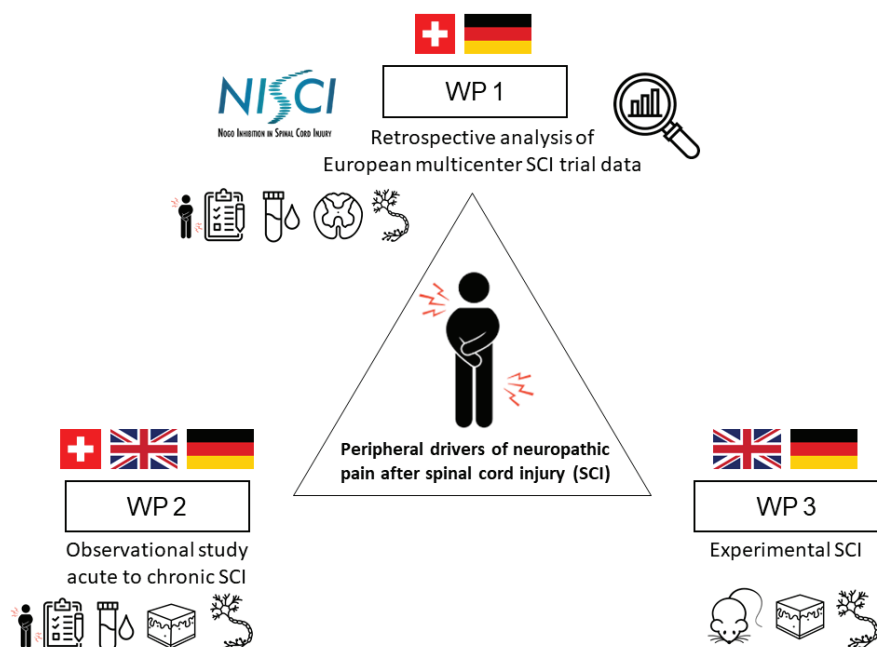 NISCI
NOGO INHIBITION IN SPINAL CORD INJURY
WP 1
Retrospective analysis of
European multicenter SCI trial data
Peripheral drivers of neuropathic
pain after spinal cord injury (SCI)
WP 2
Observational study
acute to chronic SCI
WP 3
Experimental SCI